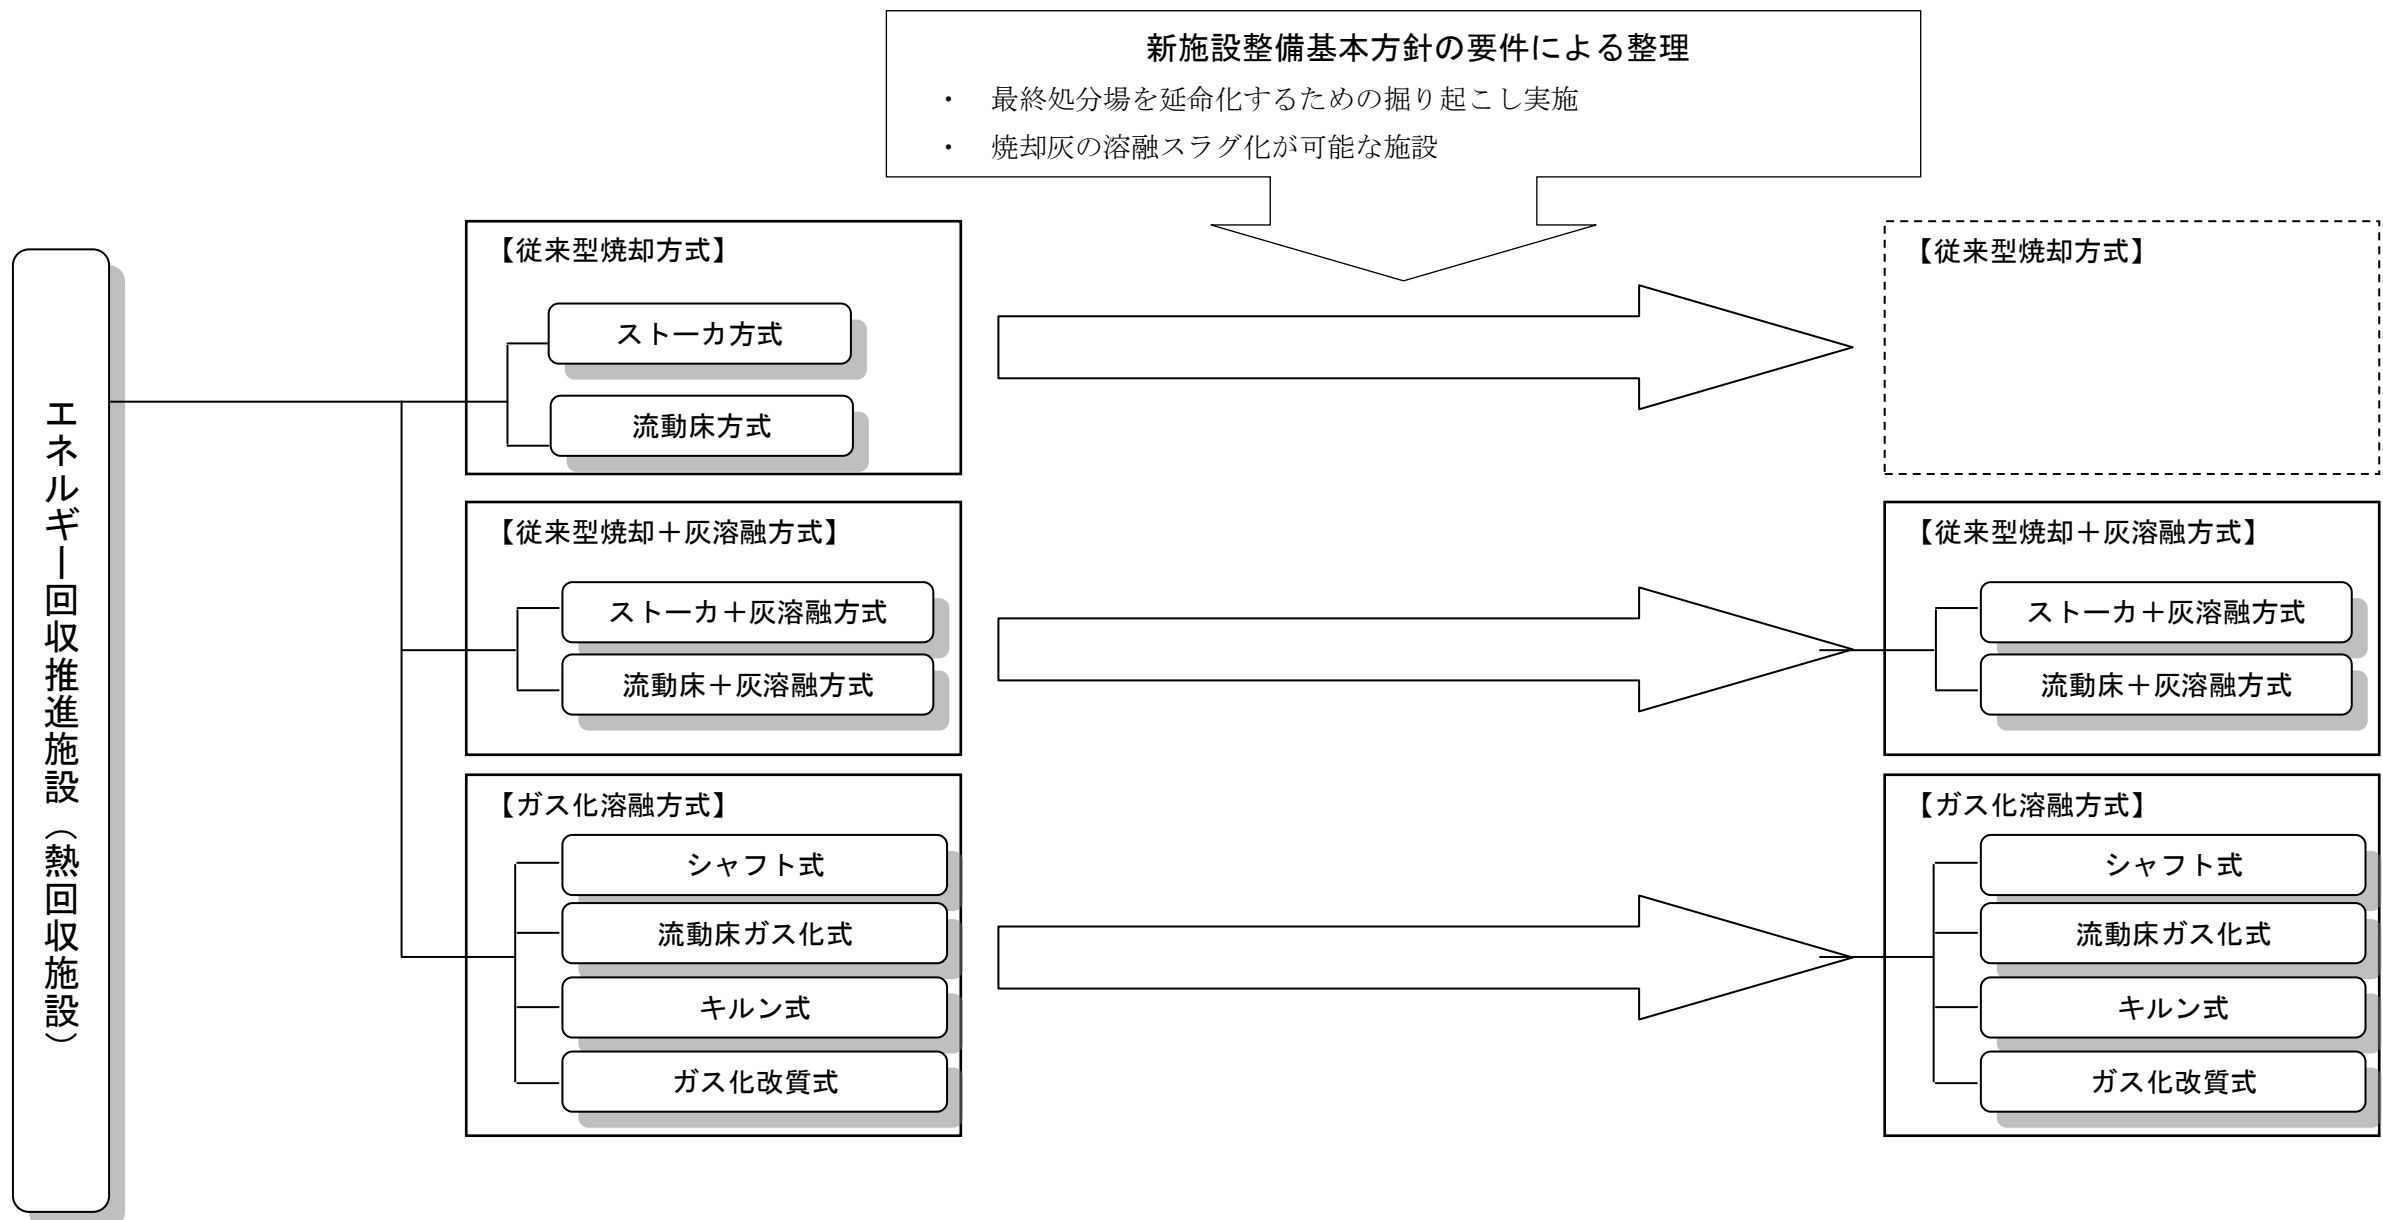 新施設整備基本方針の要件による整理
・ 最終処分場を延命化するための掘り起こし実施
・ 焼却灰の溶融スラグ化が可能な施設
エネルギー回収推進施設（熱回収施設）
【従来型焼却方式】
ストーカ方式
流動床方式
【従来型焼却＋灰溶融方式】
ストーカ＋灰溶融方式
流動床＋灰溶融方式
【ガス化溶融方式】
シャフト式
流動床ガス化式
キルン式
ガス化改質式
【従来型焼却方式】
【従来型焼却＋灰溶融方式】
ストーカ＋灰溶融方式
流動床＋灰溶融方式
【ガス化溶融方式】
シャフト式
流動床ガス化式
キルン式
ガス化改質式